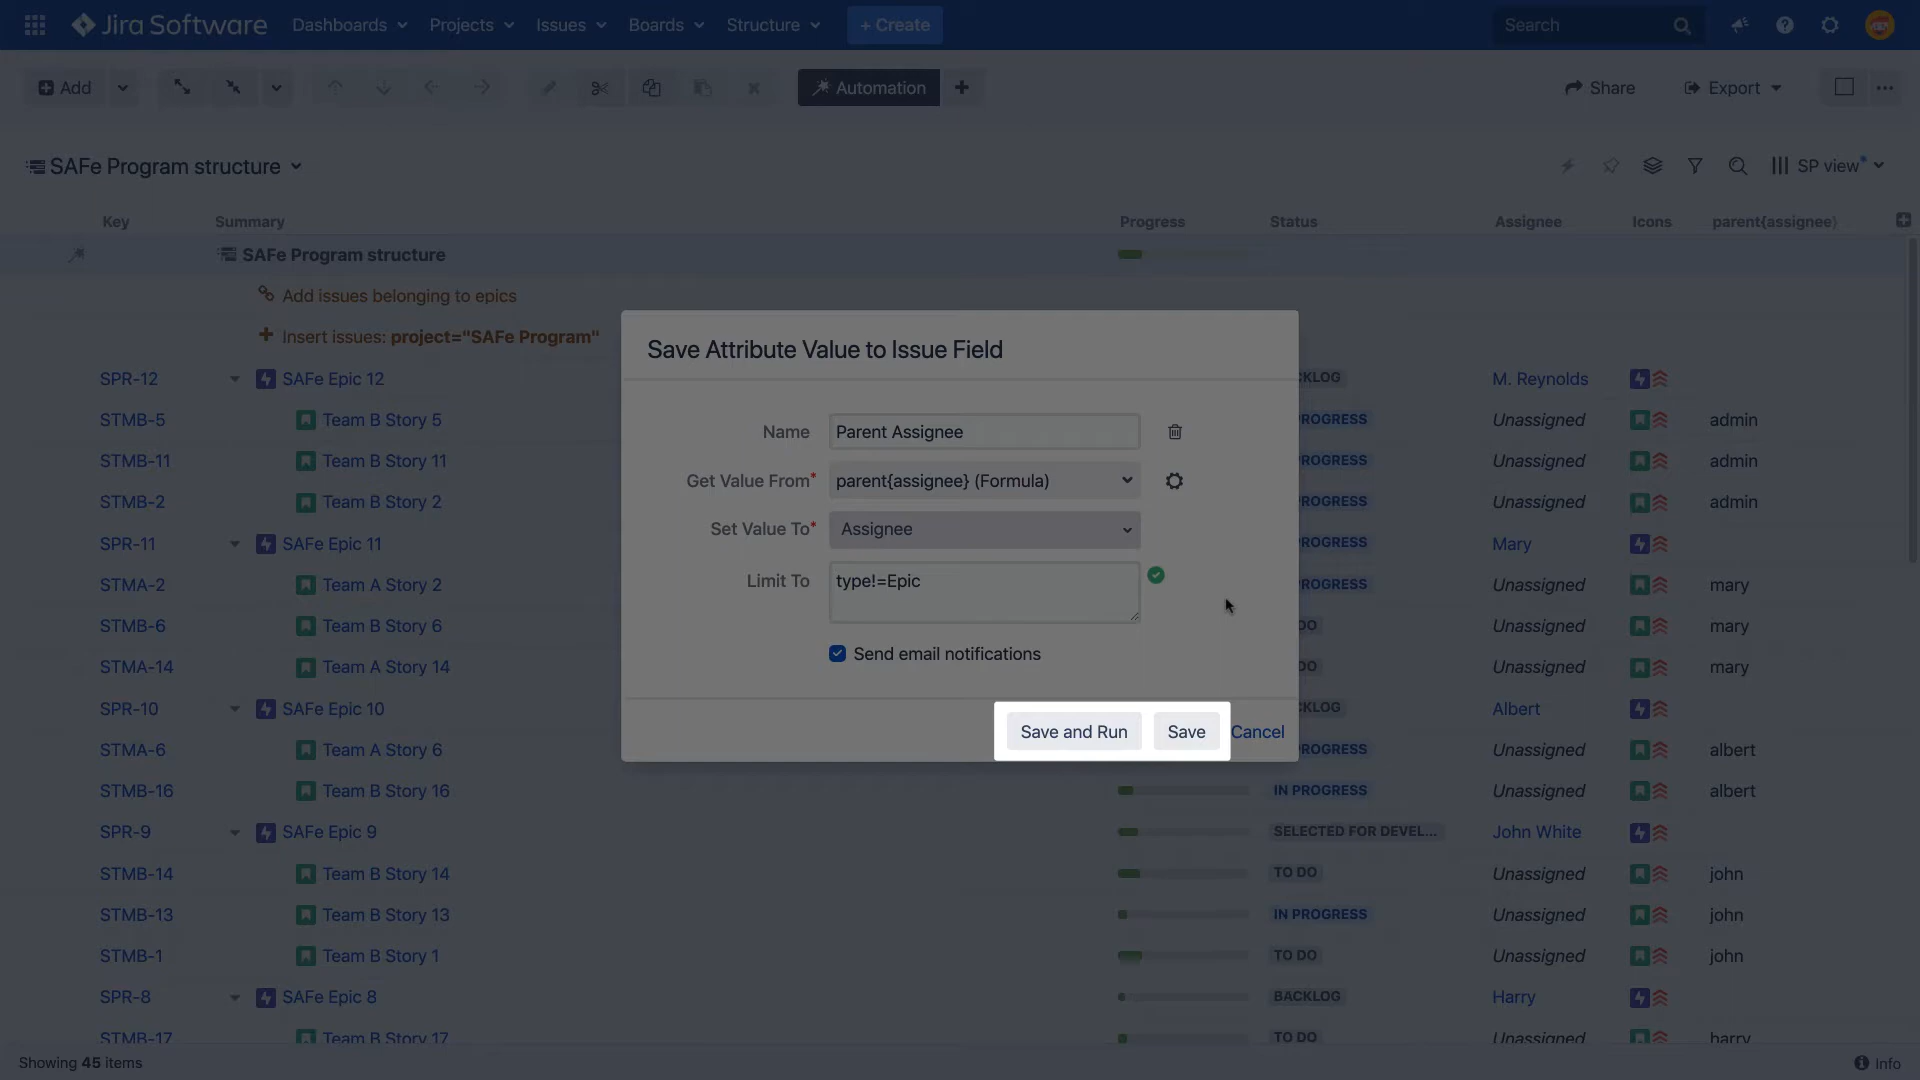 Jira Software Dashboards Projects Issues Boards Structure + Create Search
Add Automation Share Export
SAFe Program structure SP view
Key Summary Progress Status Assignee Icons parent{assignee}
SAFe Program structure
Add issues belonging to epics
Insert issues: project="SAFe Program"
SPR-12 SAFe Epic 12 KLOG M. Reynolds
STMB-5 Team B Story 5 PROGRESS Unassigned admin
STMB-11 Team B Story 11 PROGRESS Unassigned admin
STMB-2 Team B Story 2 PROGRESS Unassigned admin
SPR-11 SAFe Epic 11 PROGRESS Mary
STMA-2 Team A Story 2 PROGRESS Unassigned mary
STMB-6 Team B Story 6 DO Unassigned mary
STMA-14 Team A Story 14 DO Unassigned mary
SPR-10 SAFe Epic 10 KLOG Albert
STMA-6 Team A Story 6 PROGRESS Unassigned albert
STMB-16 Team B Story 16 IN PROGRESS Unassigned albert
SPR-9 SAFe Epic 9 SELECTED FOR DEVEL... John White
STMB-14 Team B Story 14 TO DO Unassigned john
STMB-13 Team B Story 13 IN PROGRESS Unassigned john
STMB-1 Team B Story 1 TO DO Unassigned john
SPR-8 SAFe Epic 8 BACKLOG Harry
STMB-17 Team B Story 17 TO DO Unassigned harry
Save Attribute Value to Issue Field
Name Parent Assignee
Get Value From* parent{assignee} (Formula)
Set Value To* Assignee
Limit To type!=Epic
Send email notifications
Save and Run Save Cancel
Showing 45 items Info